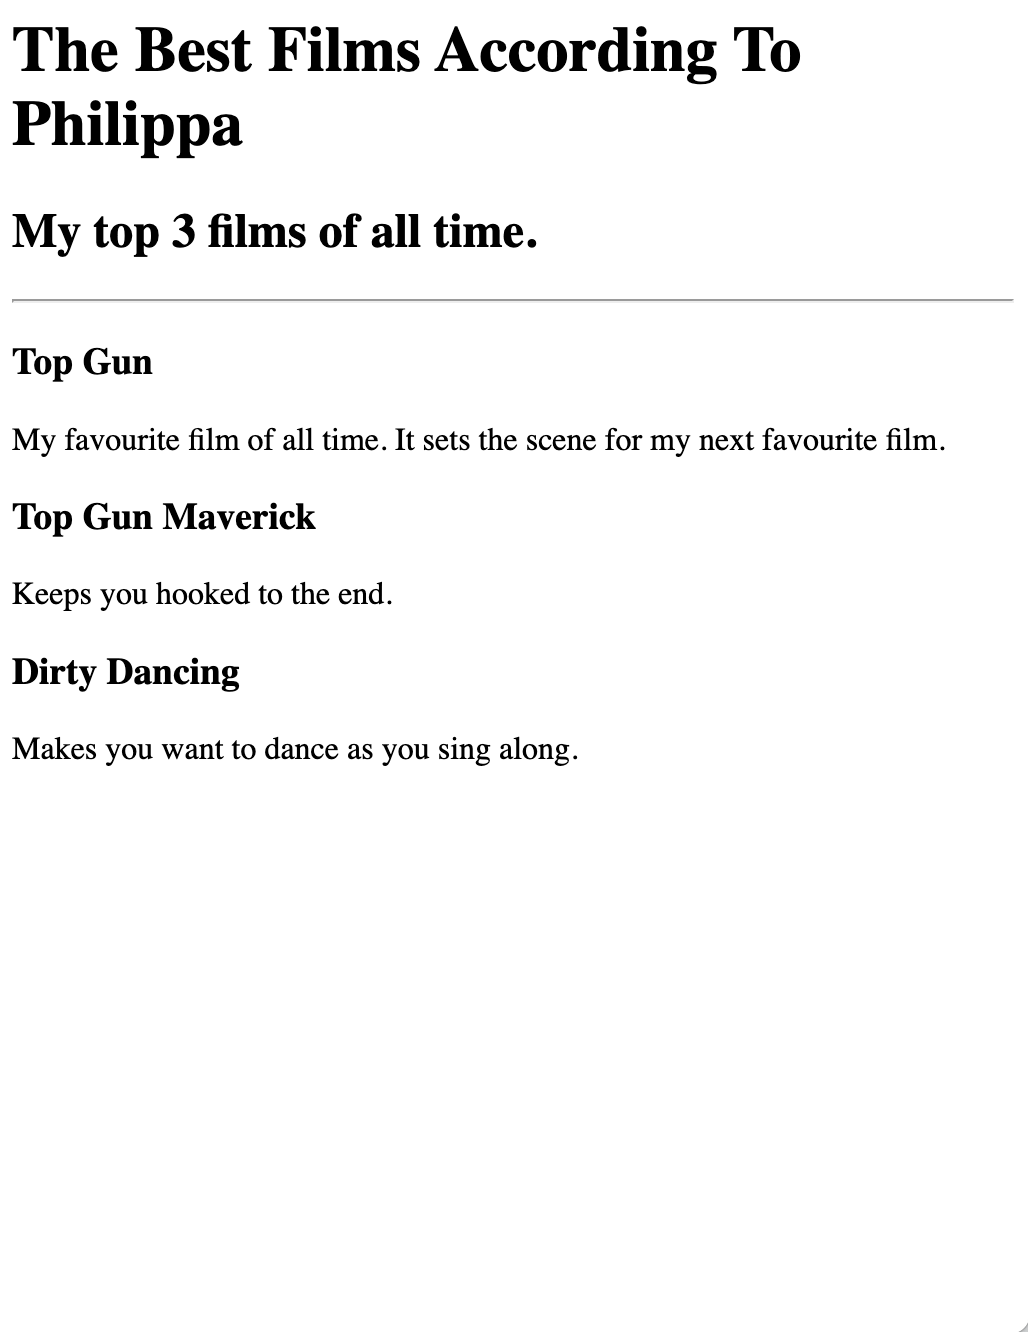 The Best Films According To
Philippa
My top 3 films of all time.
Top Gun
My favourite film of all time. It sets the scene for my next favourite film.
Top Gun Maverick
Keeps you hooked to the end.
Dirty Dancing
Makes you want to dance as you sing along.